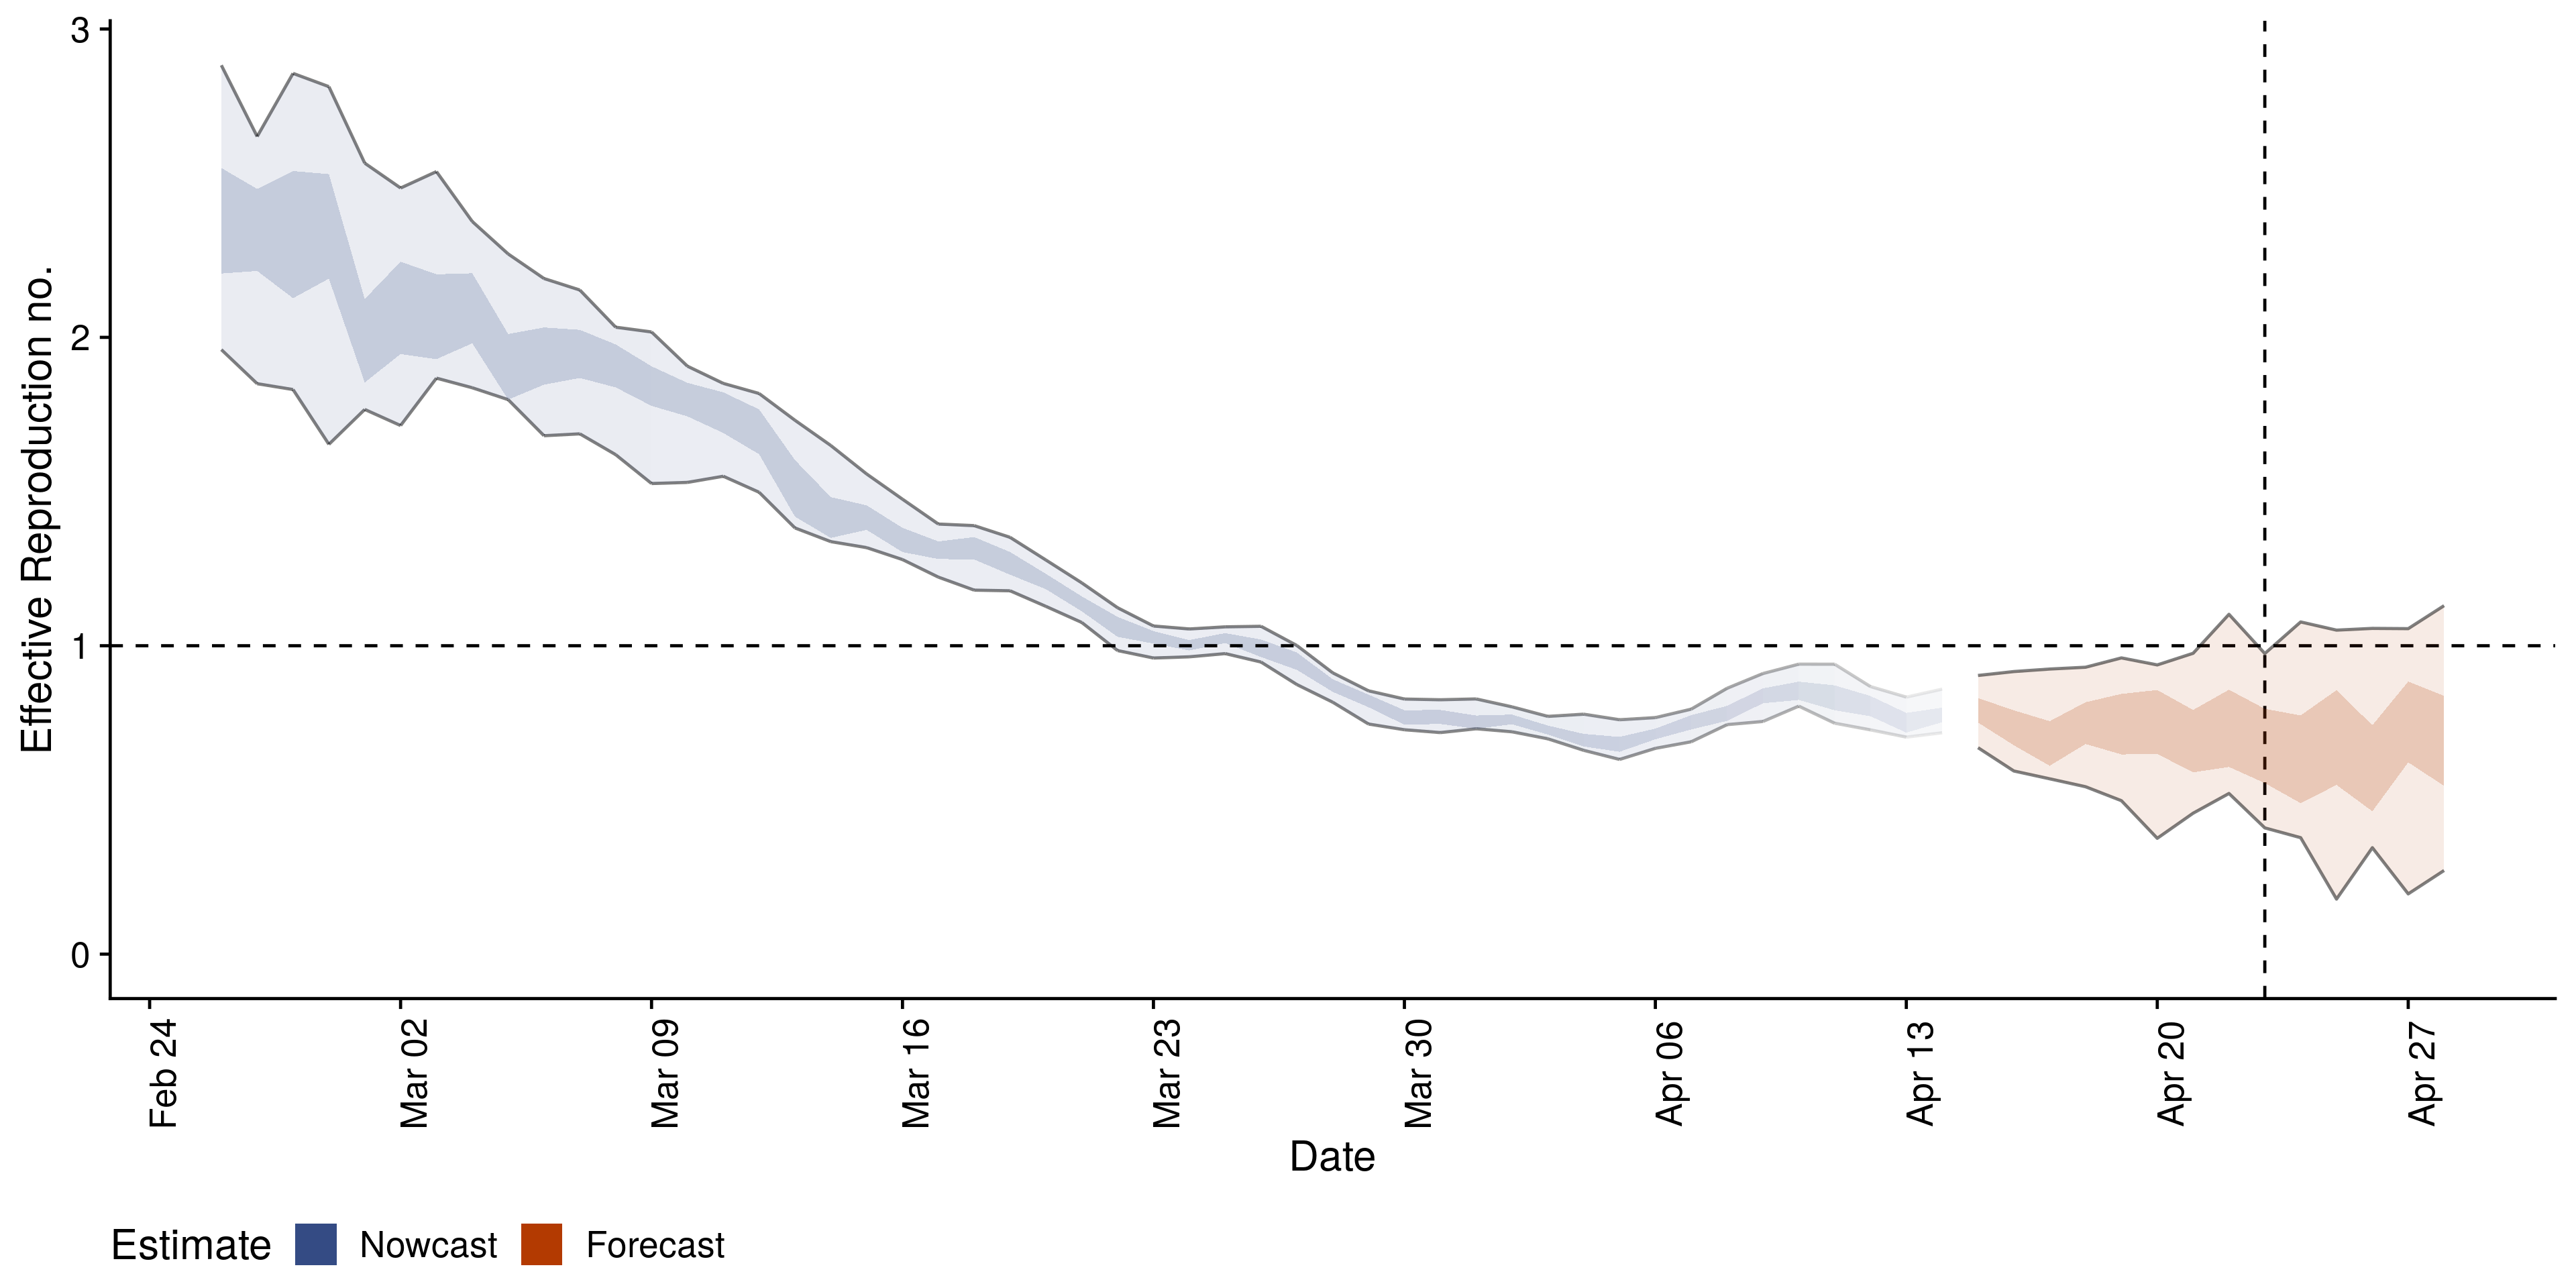 Effective Reproduction no.
3
2
1
0
Feb 24
Mar 02
Mar 09
Mar 16
Mar 23
Mar 30
Apr 06
Apr 13
Apr 20
Apr 27
Date
Estimate Nowcast Forecast